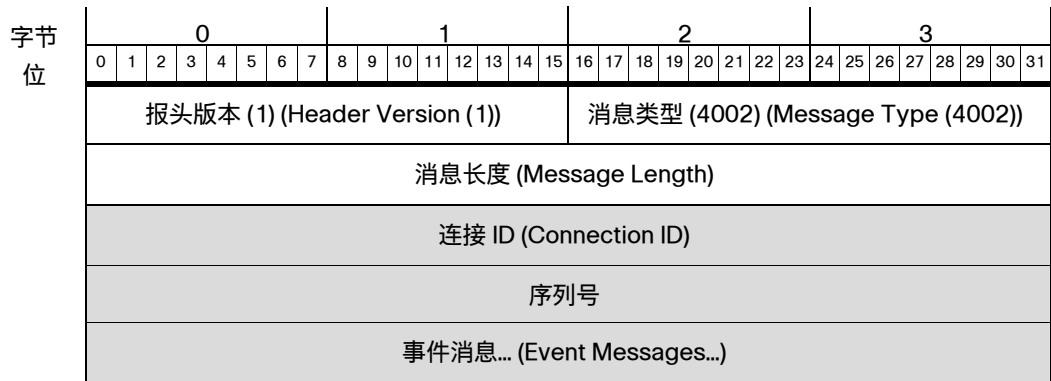 字节 0 1 2 3
位 0 1 2 3 4 5 6 7 8 9 10 11 12 13 14 15 16 17 18 19 20 21 22 23 24 25 26 27 28 29 30 31
报头版本 (1) (Header Version (1)) 消息类型 (4002) (Message Type (4002))
消息长度 (Message Length)
连接 ID (Connection ID)
序列号
事件消息... (Event Messages...)